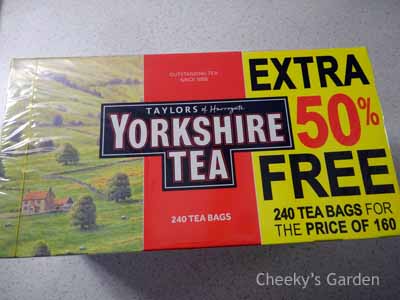 OUTSTANDING TEA
SINCE 1886
TAYLORS of Harrogate
YORKSHIRE
TEA
240 TEA BAGS
EXTRA
50%
FREE
240 TEA BAGS FOR
THE PRICE OF 160
Cheeky's Garden